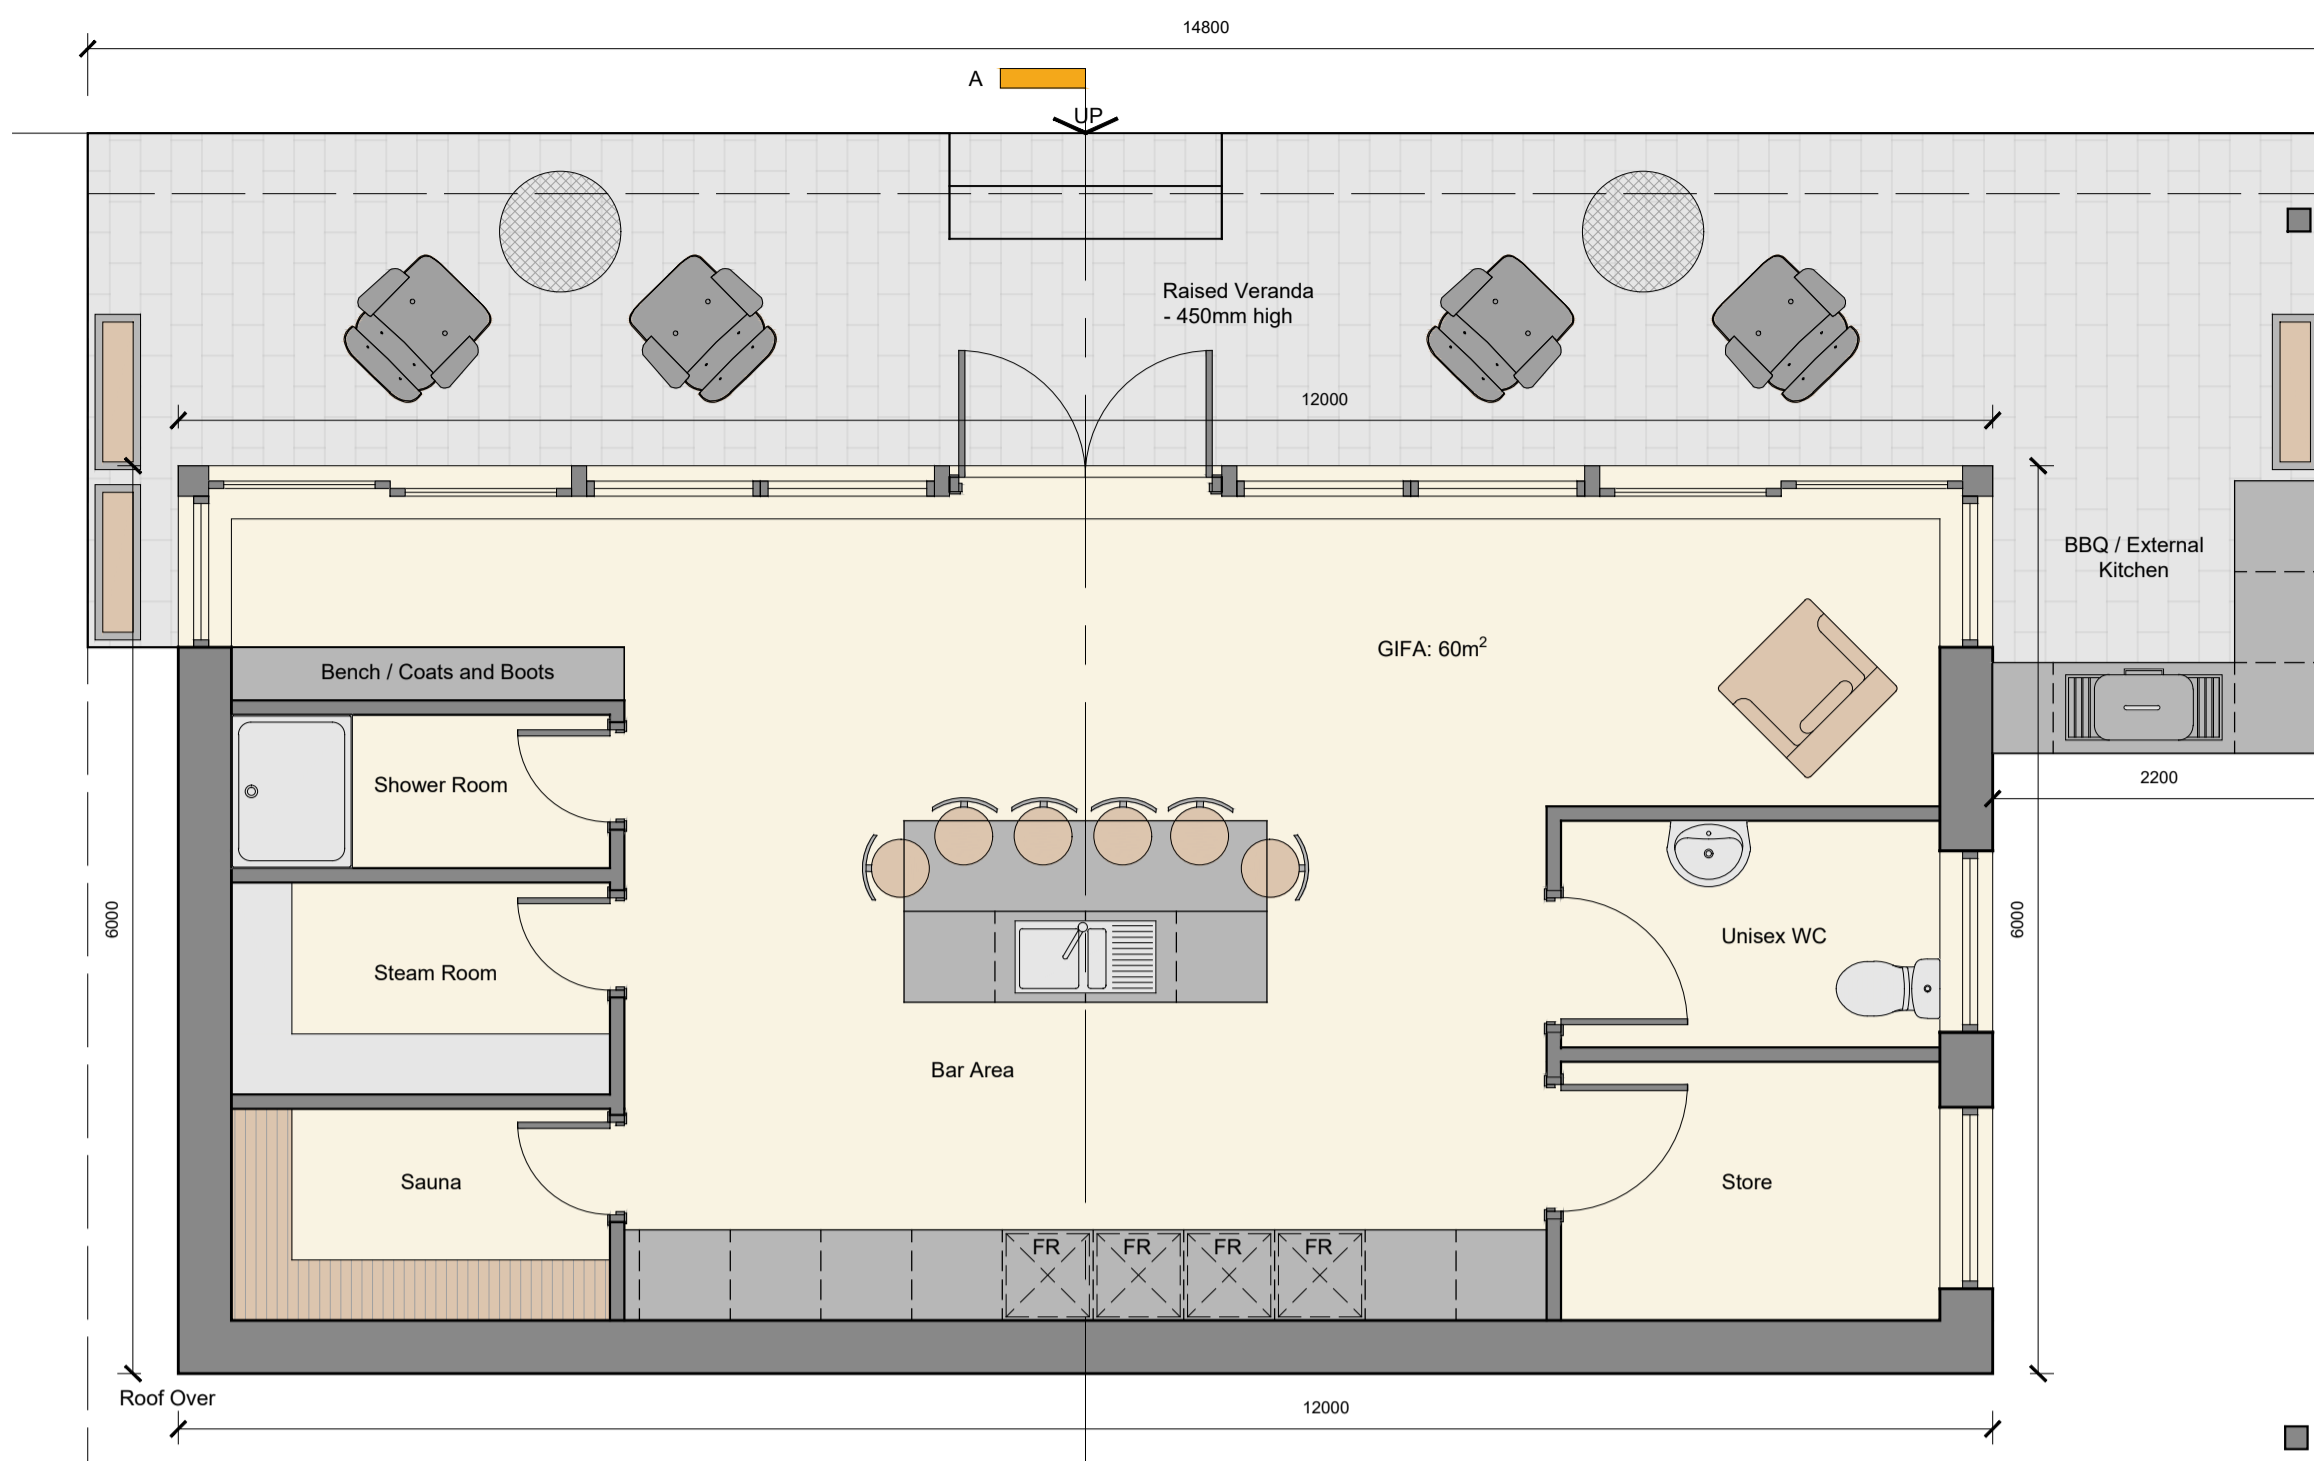 14800
A
UP
Raised Veranda
- 450mm high
12000
BBQ / External
Kitchen
GIFA: 60m²
Bench / Coats and Boots
2200
Shower Room
6000
6000
Unisex WC
Steam Room
Bar Area
Sauna
Store
FR
FR
FR
FR
Roof Over
12000